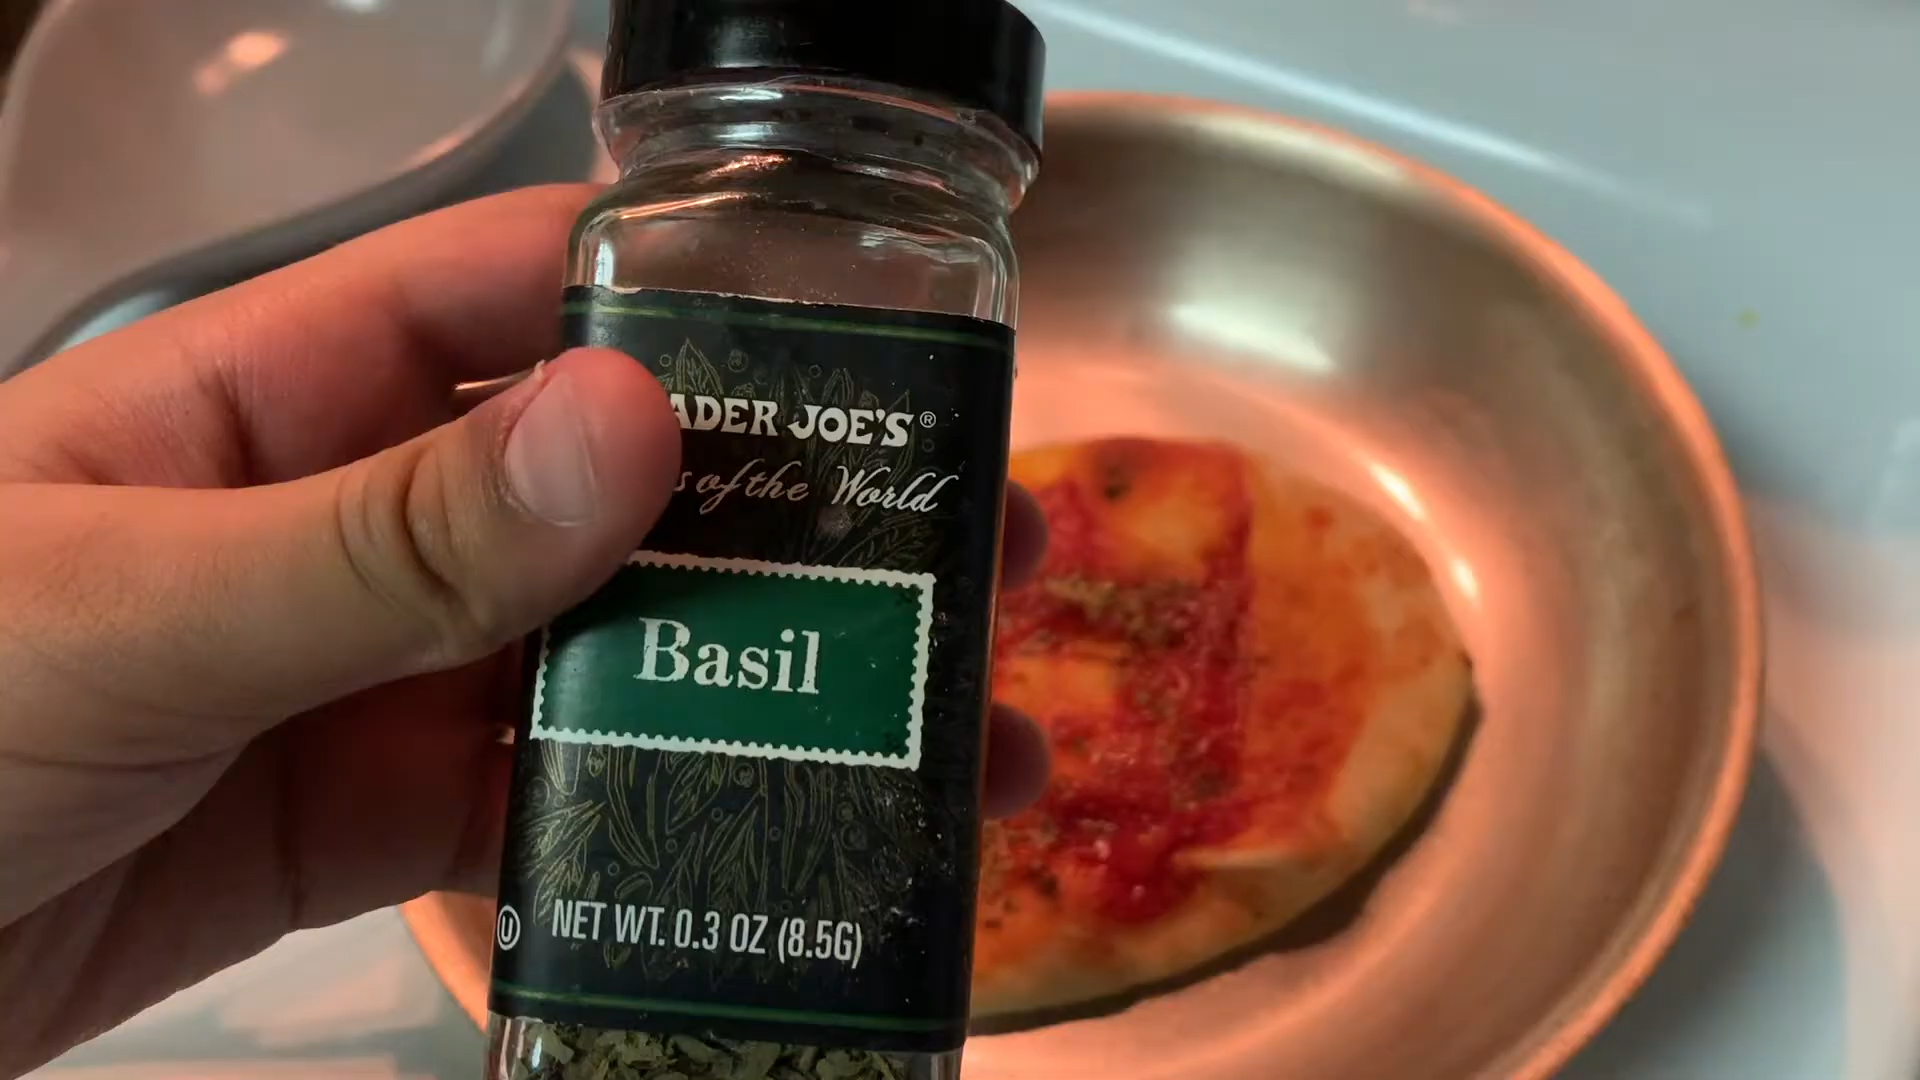 ADER JOE'S®
s of the World
Basil
U NET WT. 0.3 OZ (8.5G)